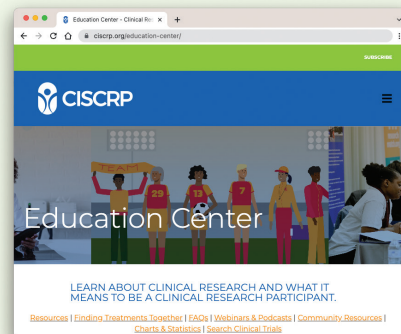 Education Center - Clinical Res
ciscrp.org/education-center/
SUBSCRIBE
CISCRP
TEAM
29
13
7
Education Center
LEARN ABOUT CLINICAL RESEARCH AND WHAT IT
MEANS TO BE A CLINICAL RESEARCH PARTICIPANT.
Resources | Finding Treatments Together | FAQs | Webinars & Podcasts | Community Resources |
Charts & Statistics | Search Clinical Trials